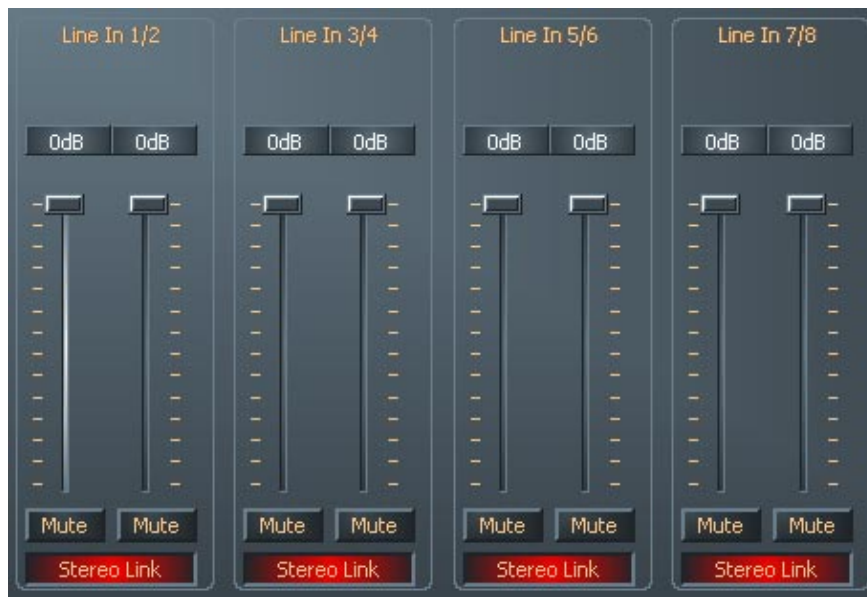 Line In 1/2 Line In 3/4 Line In 5/6 Line In 7/8
0dB 0dB 0dB 0dB 0dB 0dB 0dB 0dB
Mute Mute Mute Mute Mute Mute Mute Mute
Stereo Link Stereo Link Stereo Link Stereo Link